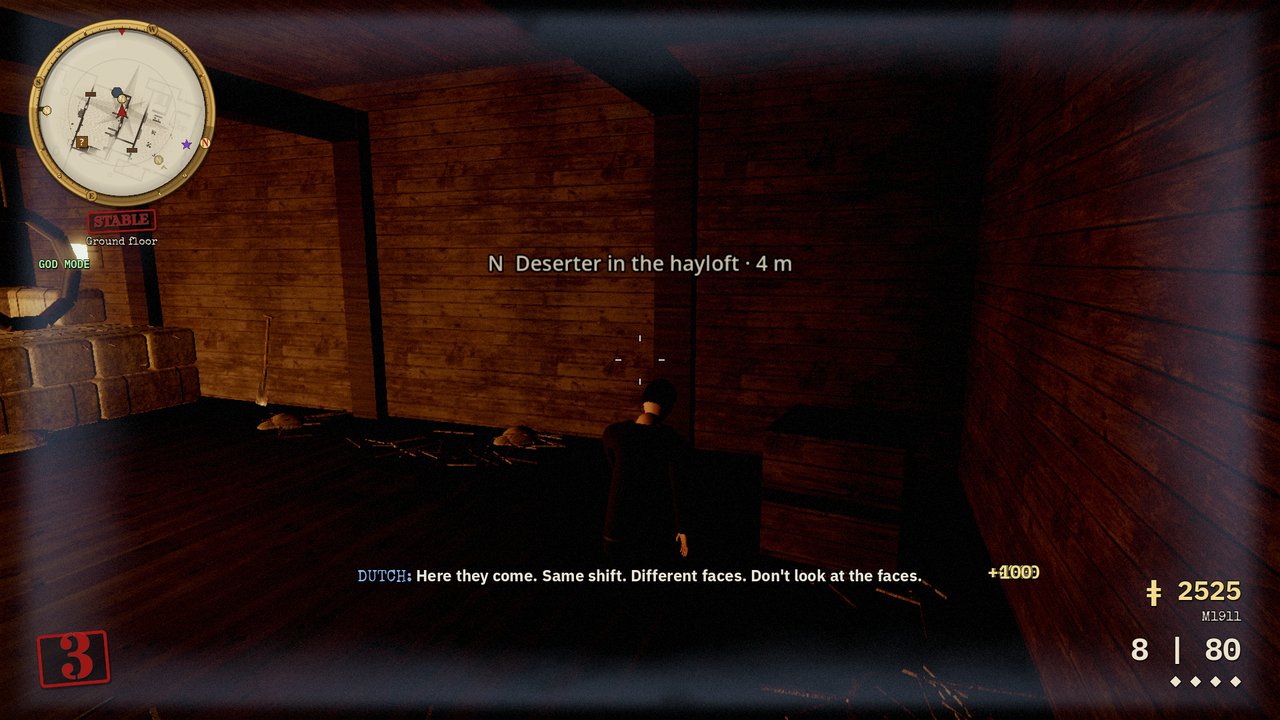 W
S
N
?
E
STABLE
Ground floor
GOD MODE
N Deserter in the hayloft · 4 m
DUTCH: Here they come. Same shift. Different faces. Don't look at the faces.
2525
M1911
8 | 80
3